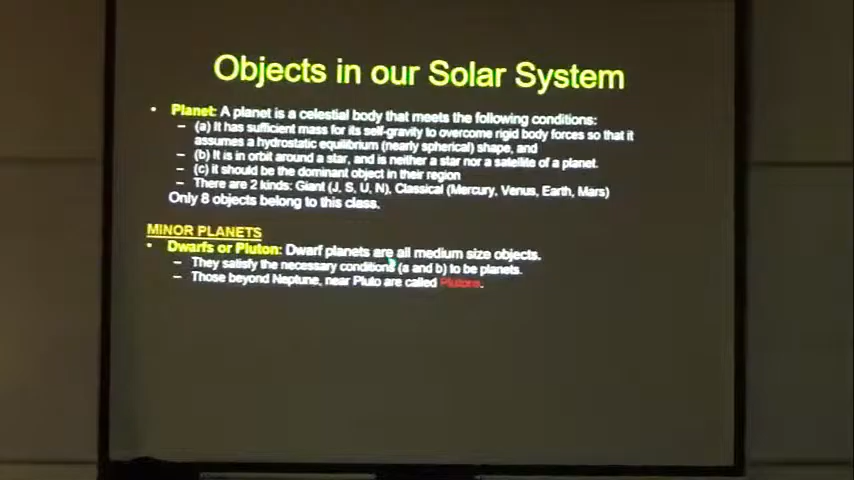 Objects in our Solar System
• Planet: A planet is a celestial body that meets the following conditions:
– (a) It has sufficient mass for its self-gravity to overcome rigid body forces so that it
assumes a hydrostatic equilibrium (nearly spherical) shape, and
– (b) It is in orbit around a star, and is neither a star nor a satellite of a planet.
– (c) it should be the dominant object in their region
– There are 2 kinds: Giant (J, S, U, N), Classical (Mercury, Venus, Earth, Mars)
Only 8 objects belong to this class.
MINOR PLANETS
• Dwarfs or Pluton: Dwarf planets are all medium size objects.
– They satisfy the necessary conditions (a and b) to be planets.
– Those beyond Neptune, near Pluto are called Plutons.